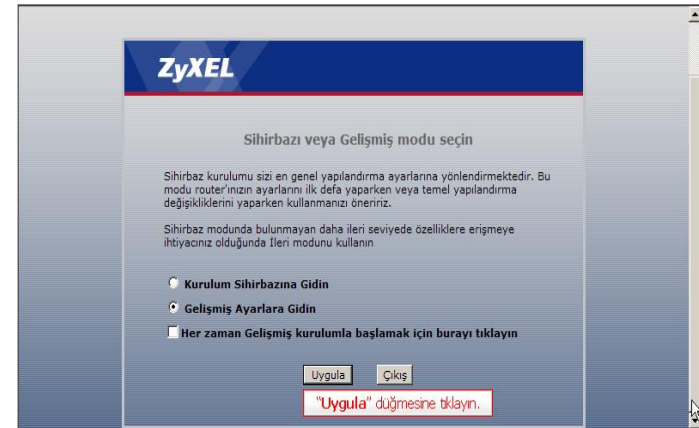 ZyXEL
Sihirbazı veya Gelişmiş modu seçin
Sihirbaz kurulumu sizi en genel yapılandırma ayarlarına yönlendirmektedir. Bu
modu router'ınızın ayarlarını ilk defa yaparken veya temel yapılandırma
değişikliklerini yaparken kullanmanızı öneririz.
Sihirbaz modunda bulunmayan daha ileri seviyede özelliklere erişmeye
ihtiyacınız olduğunda İleri modunu kullanın
Kurulum Sihirbazına Gidin
Gelişmiş Ayarlara Gidin
Her zaman Gelişmiş kurulumla başlamak için burayı tıklayın
Uygula Çıkış
"Uygula" düğmesine tıklayın.